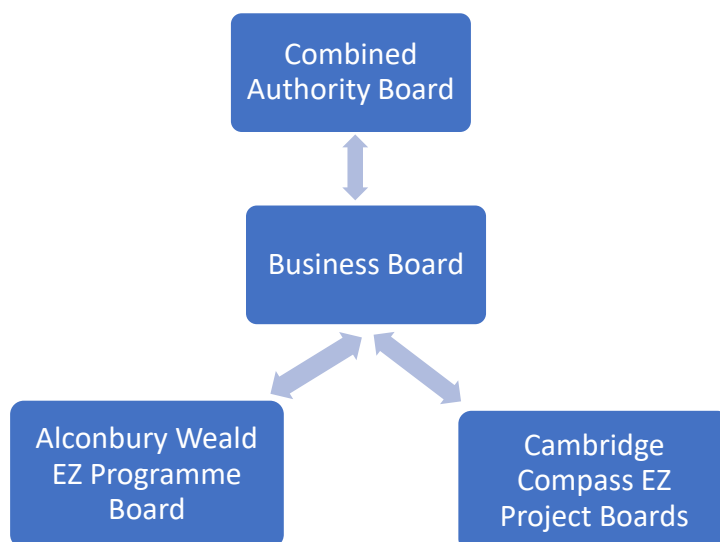 Combined
Authority Board
Business Board
Alconbury Weald
EZ Programme
Board
Cambridge
Compass EZ
Project Boards